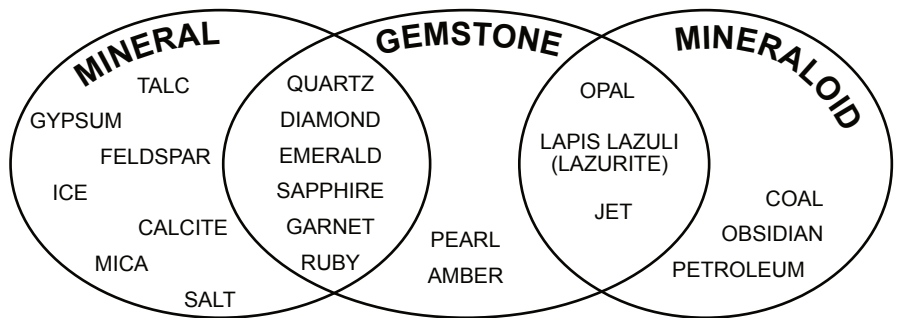 MINERAL
GEMSTONE
MINERALOID
TALC
GYPSUM
FELDSPAR
ICE
CALCITE
MICA
SALT
QUARTZ
DIAMOND
EMERALD
SAPPHIRE
GARNET
RUBY
PEARL
AMBER
OPAL
LAPIS LAZULI
(LAZURITE)
JET
COAL
OBSIDIAN
PETROLEUM